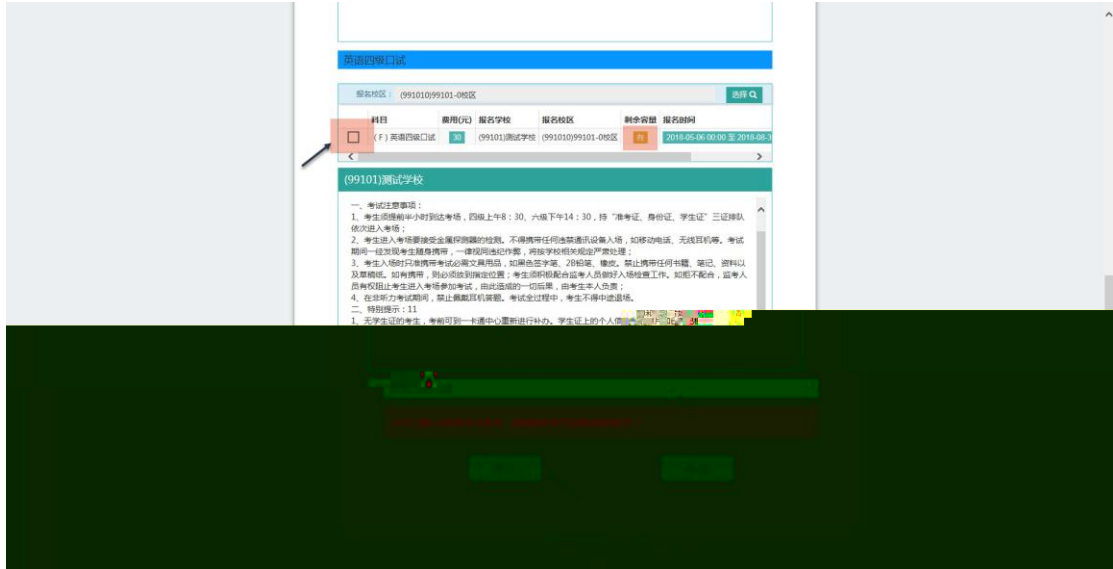 英语四级口试
报名校区： (991010)99101-0校区 选择
科目 费用(元) 报名学校 报名校区 剩余容量 报名时间
（F）英语四级口试 30 (99101)测试学校 (991010)99101-0校区 2018-05-06 00:00 至 2018-08-3
(99101)测试学校
一、考试注意事项：
1、考生须提前半小时到达考场，四级上午8：30、六级下午14：30，持“准考证、身份证、学生证”三证排队
依次进入考场；
2、考生进入考场要接受金属探测器的检测。不得携带任何违禁通讯设备入场，如移动电话、无线耳机等。考试
期间一经发现考生随身携带，一律视同违纪作弊，将按学校相关规定严肃处理；
3、考生入场时只准携带考试必需文具用品，如黑色签字笔、2B铅笔、橡皮。禁止携带任何书籍、笔记、资料以
及草稿纸。如有携带，则必须放到指定位置；考生须积极配合监考人员做好入场检查工作。如拒不配合，监考人
员有权阻止考生进入考场参加考试，由此造成的一切后果，由考生本人负责；
4、在非听力考试期间，禁止佩戴耳机答题。考试全过程中，考生不得中途退场。
二、特别提示：11
1、无学生证的考生，考前可到一卡通中心重新进行补办。学生证上的个人信